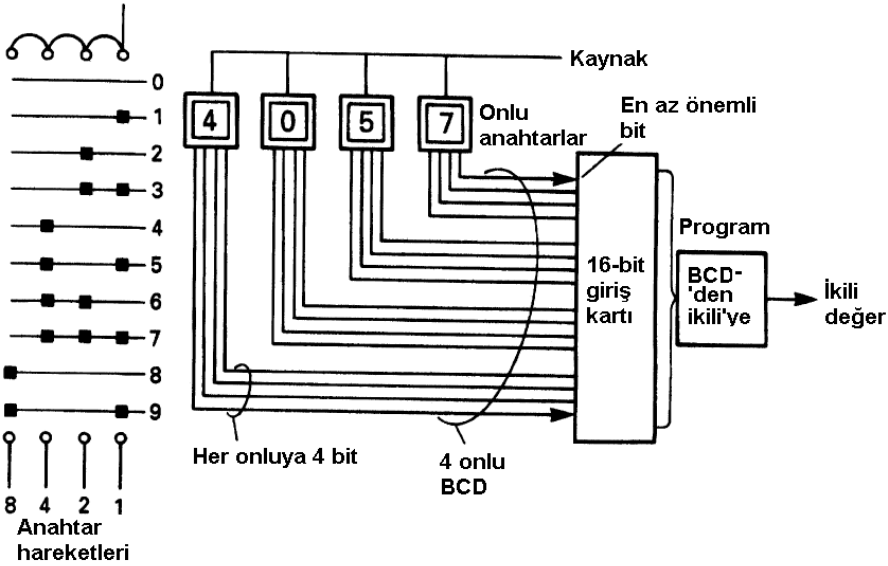 0
1
2
3
4
5
6
7
8
9
8 4 2 1
Anahtar
hareketleri
Kaynak
4 0 5 7
Onlu
anahtarlar
En az önemli
bit
16-bit
giriş
kartı
Program
BCD-
'den
ikili'ye
İkili
değer
Her onluya 4 bit
4 onlu
BCD